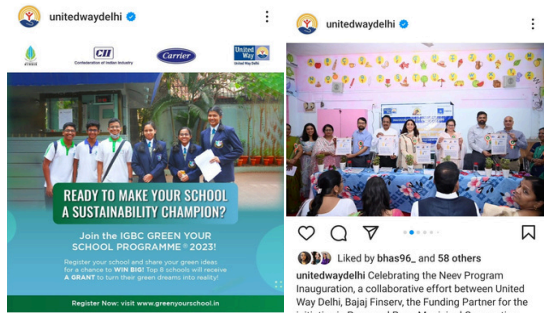 unitedwaydelhi
CII
Confederation of Indian Industry
Carrier
United
Way
United Way Delhi
READY TO MAKE YOUR SCHOOL
A SUSTAINABILITY CHAMPION?
Join the IGBC GREEN YOUR
SCHOOL PROGRAMME® 2023!
Register your school and share your green ideas
for a chance to WIN BIG! Top 8 schools will receive
A GRANT to turn their green dreams into reality!
Register Now: visit www.greenyourschool.in
unitedwaydelhi
Liked by bhas96_ and 58 others
unitedwaydelhi Celebrating the Neev Program
Inauguration, a collaborative effort between United
Way Delhi, Bajaj Finserv, the Funding Partner for the